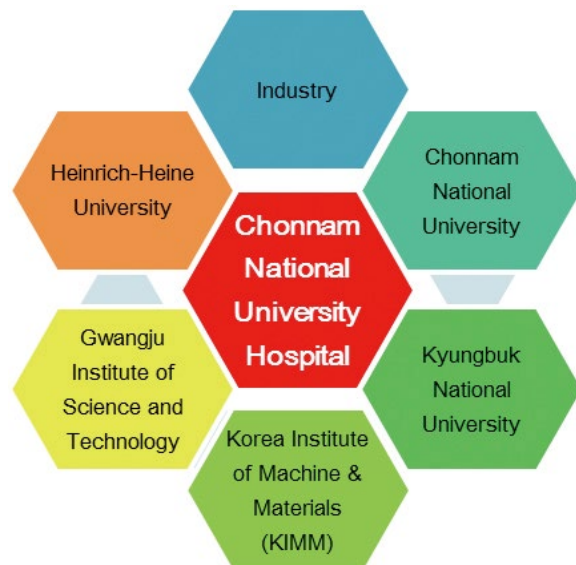 Industry
Heinrich-Heine
University
Chonnam
National
University
Chonnam
National
University
Hospital
Gwangju
Institute of
Science and
Technology
Kyungbuk
National
University
Korea Institute
of Machine &
Materials
(KIMM)